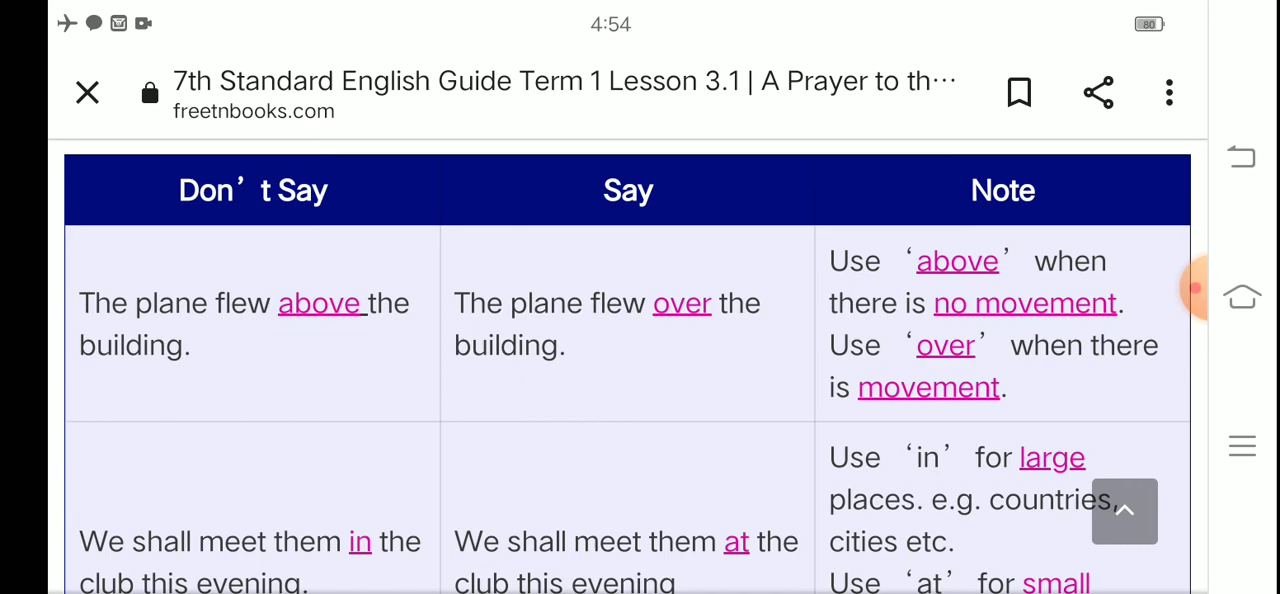 4:54
80
7th Standard English Guide Term 1 Lesson 3.1 | A Prayer to th…
freetnbooks.com
Don’t Say
Say
Note
The plane flew above the
building.
The plane flew over the
building.
Use ‘above’ when
there is no movement.
Use ‘over’ when there
is movement.
We shall meet them in the
club this evening.
We shall meet them at the
club this evening
Use ‘in’ for large
places. e.g. countries,
cities etc.
Use ‘at’ for small